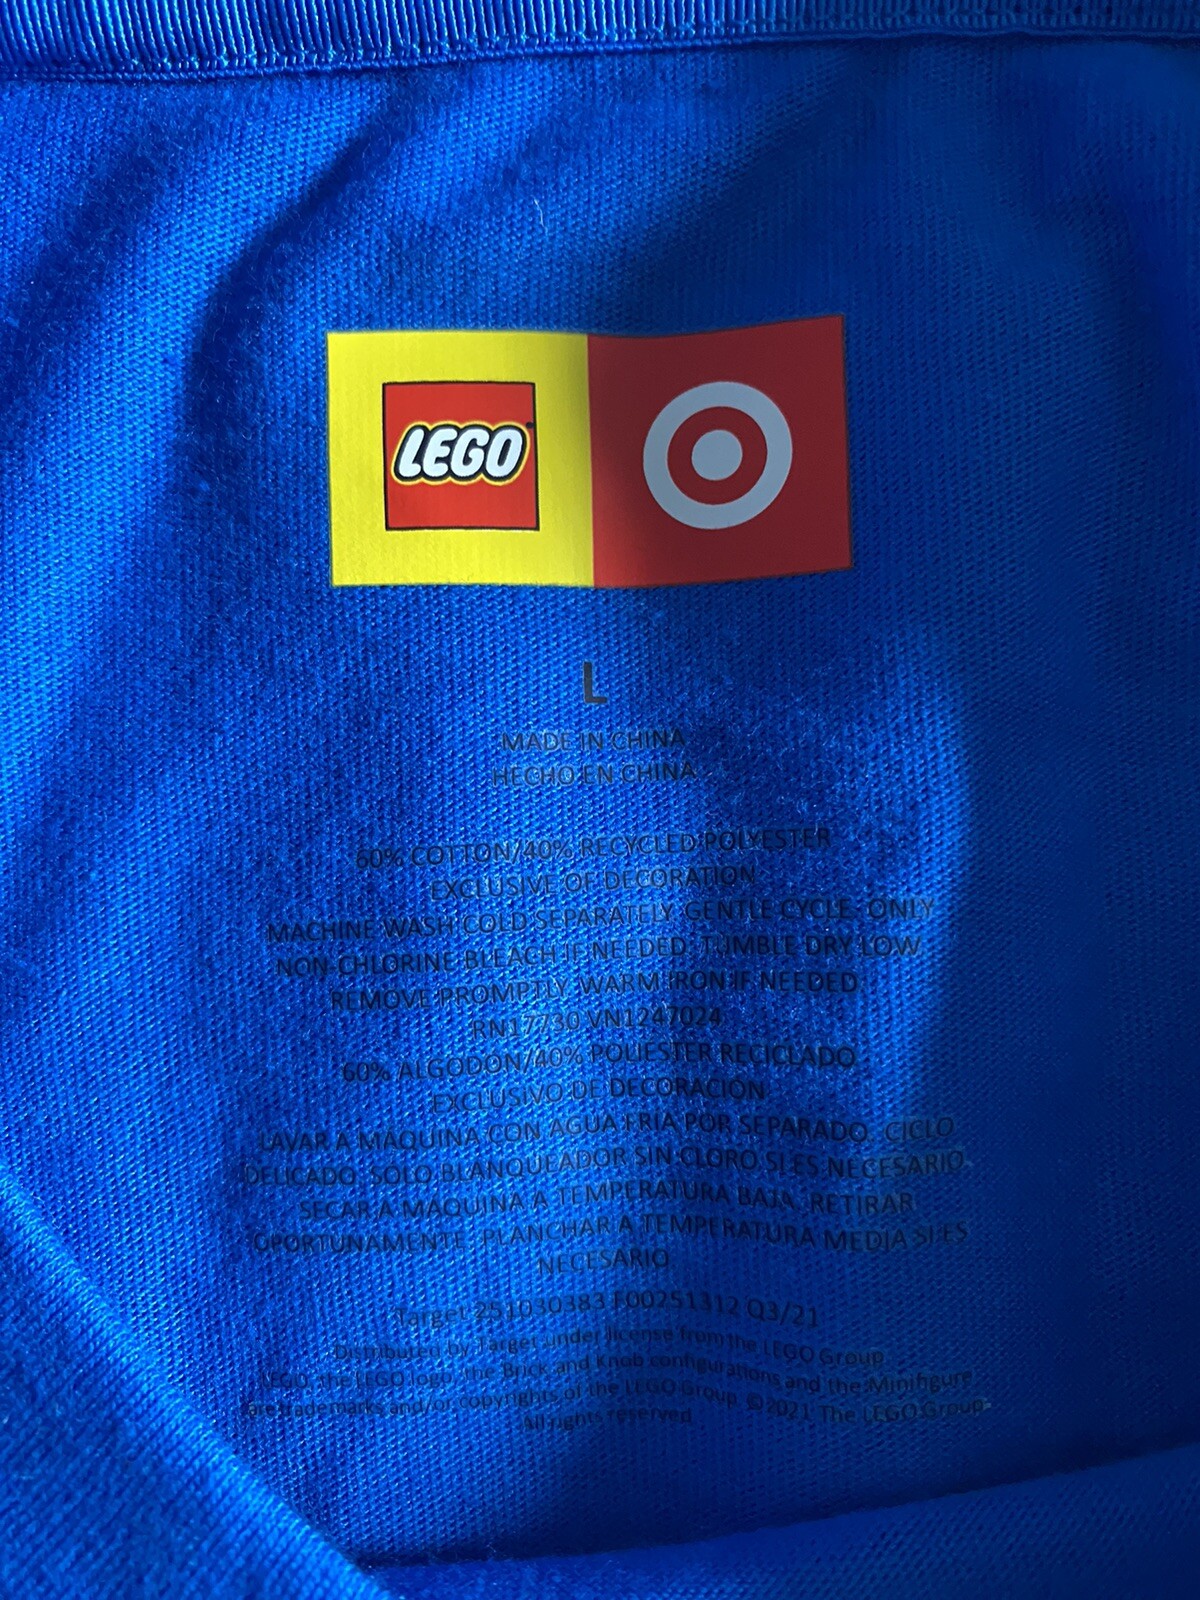 LEGO
L
MADE IN CHINA
HECHO EN CHINA
60% COTTON/40% RECYCLED POLYESTER
EXCLUSIVE OF DECORATION
MACHINE WASH COLD SEPARATELY, GENTLE CYCLE. ONLY
NON-CHLORINE BLEACH IF NEEDED. TUMBLE DRY LOW
REMOVE PROMPTLY. WARM IRON IF NEEDED
RN17730 VN1247024
60% ALGODON/40% POLIESTER RECICLADO
EXCLUSIVO DE DECORACIÓN
LAVAR A MÁQUINA CON AGUA FRIA POR SEPARADO. CICLO
DELICADO. SOLO BLANQUEADOR SIN CLORO SI ES NECESARIO.
SECAR A MAQUINA A TEMPERATURA BAJA. RETIRAR
OPORTUNAMENTE. PLANCHAR A TEMPERATURA MEDIA SI ES
NECESARIO
Target 251030383 F00251312 Q3/21
Distributed by Target under license from the LEGO Group.
LEGO, the LEGO logo, the Brick and Knob configurations and the Minifigure
are trademarks and/or copyrights of the LEGO Group. ©2021 The LEGO Group.
All rights reserved